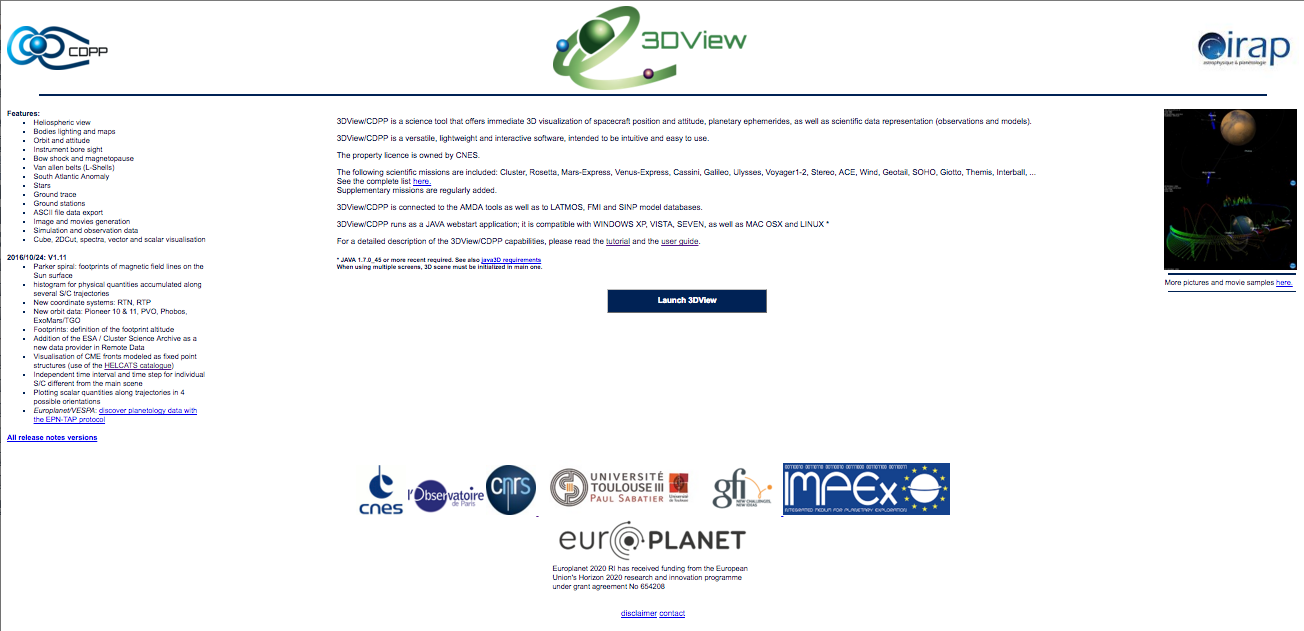 CDPP
3DView
irap
astrophysique & planétologie
Features:
Heliospheric view
Bodies lighting and maps
Orbit and attitude
Instrument bore sight
Bow shock and magnetopause
Van allen belts (L-Shells)
South Atlantic Anomaly
Stars
Ground trace
Ground stations
ASCII file data export
Image and movies generation
Simulation and observation data
Cube, 2DCut, spectra, vector and scalar visualisation
2016/10/24: V1.11
Parker spiral: footprints of magnetic field lines on the
Sun surface
histogram for physical quantities accumulated along
several S/C trajectories
New coordinate systems: RTN, RTP
New orbit data: Pioneer 10 & 11, PVO, Phobos,
ExoMars/TGO
Footprints: definition of the footprint altitude
Addition of the ESA / Cluster Science Archive as a
new data provider in Remote Data
Visualisation of CME fronts modeled as fixed point
structures (use of the HELCATS catalogue)
Independent time interval and time step for individual
S/C different from the main scene
Plotting scalar quantities along trajectories in 4
possible orientations
Europlanet/VESPA: discover planetology data with
the EPN-TAP protocol
All release notes versions
3DView/CDPP is a science tool that offers immediate 3D visualization of spacecraft position and attitude, planetary ephemerides, as well as scientific data representation (observations and models).
3DView/CDPP is a versatile, lightweight and interactive software, intended to be intuitive and easy to use.
The property licence is owned by CNES.
The following scientific missions are included: Cluster, Rosetta, Mars-Express, Venus-Express, Cassini, Galileo, Ulysses, Voyager1-2, Stereo, ACE, Wind, Geotail, SOHO, Giotto, Themis, Interball, ...
See the complete list here.
Supplementary missions are regularly added.
3DView/CDPP is connected to the AMDA tools as well as to LATMOS, FMI and SINP model databases.
3DView/CDPP runs as a JAVA webstart application; it is compatible with WINDOWS XP, VISTA, SEVEN, as well as MAC OSX and LINUX *
For a detailed description of the 3DView/CDPP capabilities, please read the tutorial and the user guide.
* JAVA 1.7.0_45 or more recent required. See also java3D requirements
When using multiple screens, 3D scene must be initialized in main one.
Launch 3DView
More pictures and movie samples here.
cnes
l'Observatoire
de Paris
cnrs
UNIVERSITÉ
TOULOUSE III
PAUL SABATIER
Université
de Toulouse
gfi
NEW CHALLENGES,
NEW IDEAS
IMPEx
INTEGRATED MEDIUM FOR PLANETARY EXPLORATION
euroPLANET
Europlanet 2020 RI has received funding from the European
Union's Horizon 2020 research and innovation programme
under grant agreement No 654208
disclaimer contact